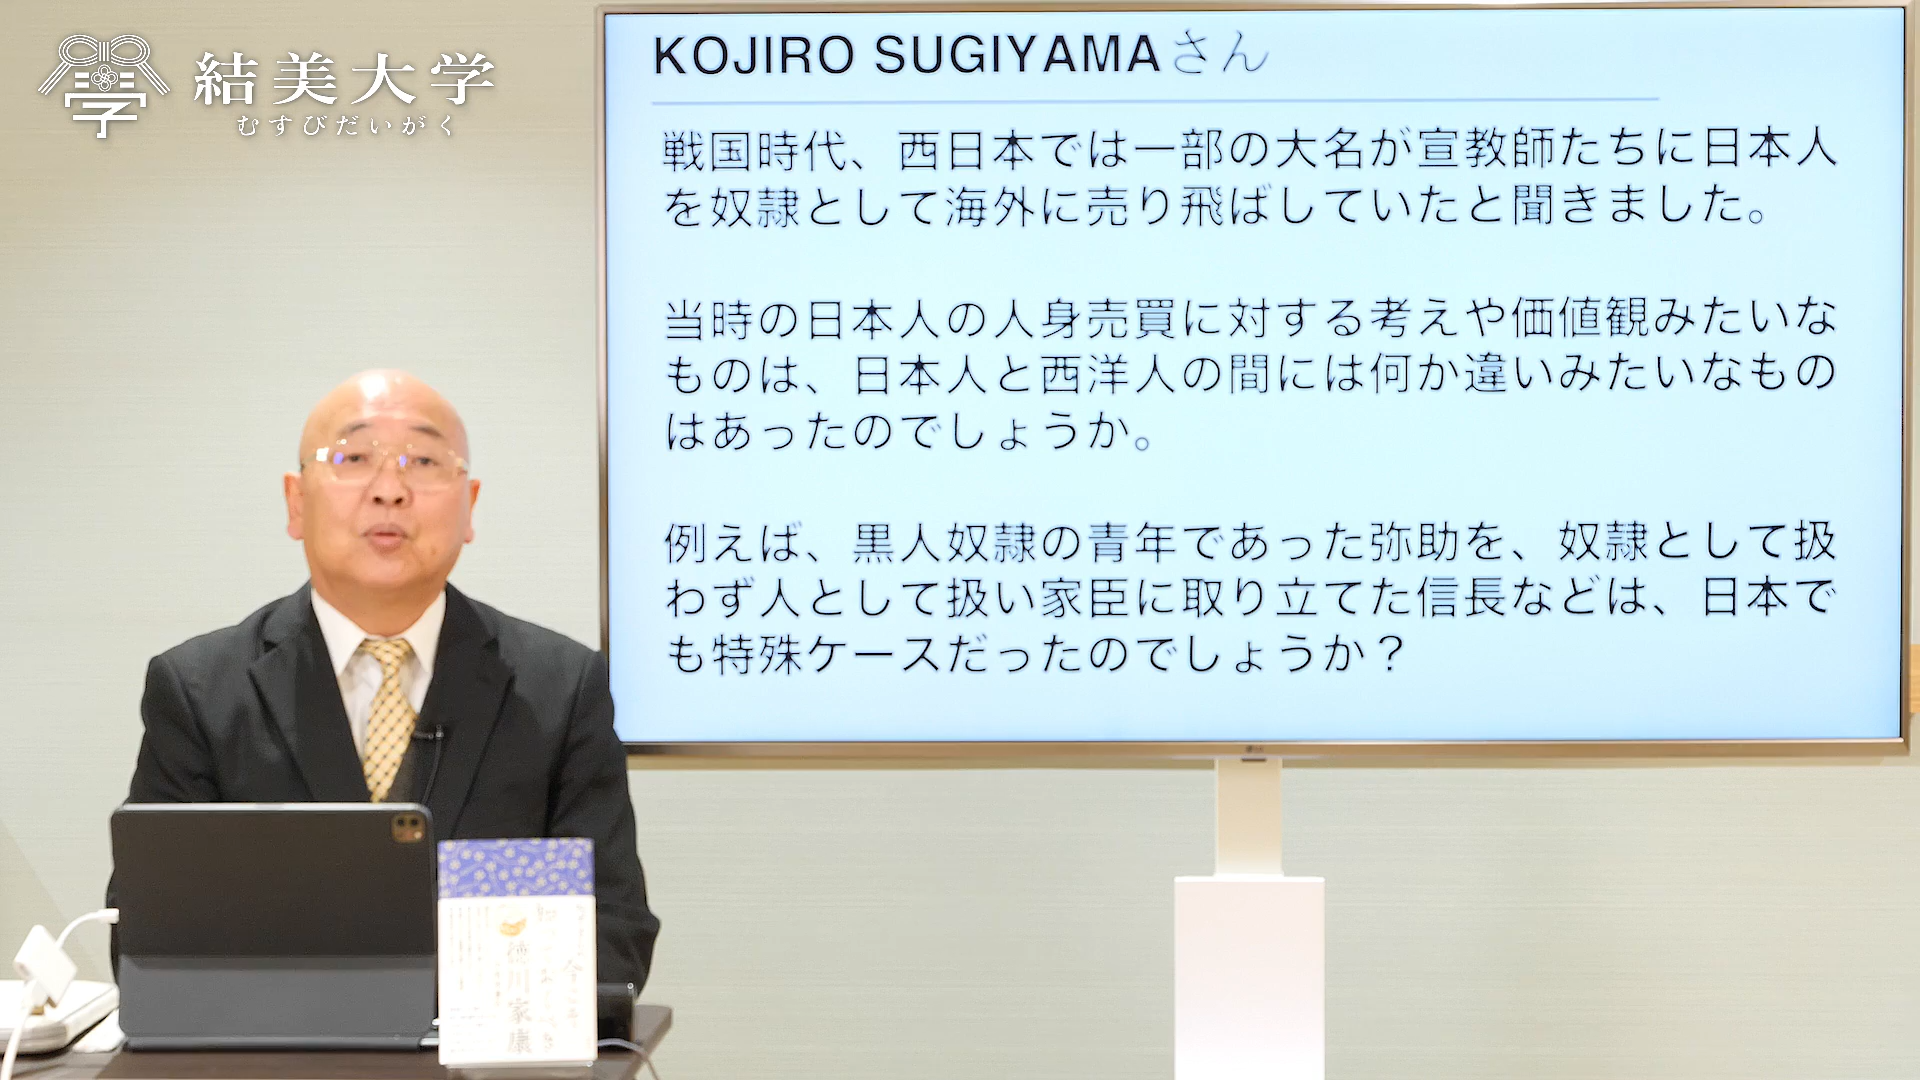 結美大学
むすびだいがく
KOJIRO SUGIYAMAさん
戦国時代、西日本では一部の大名が宣教師たちに日本人
を奴隷として海外に売り飛ばしていたと聞きました。
当時の日本人の人身売買に対する考えや価値観みたいな
ものは、日本人と西洋人の間には何か違いみたいなもの
はあったのでしょうか。
例えば、黒人奴隷の青年であった弥助を、奴隷として扱
わず人として扱い家臣に取り立てた信長などは、日本で
も特殊ケースだったのでしょうか？
徳川家康